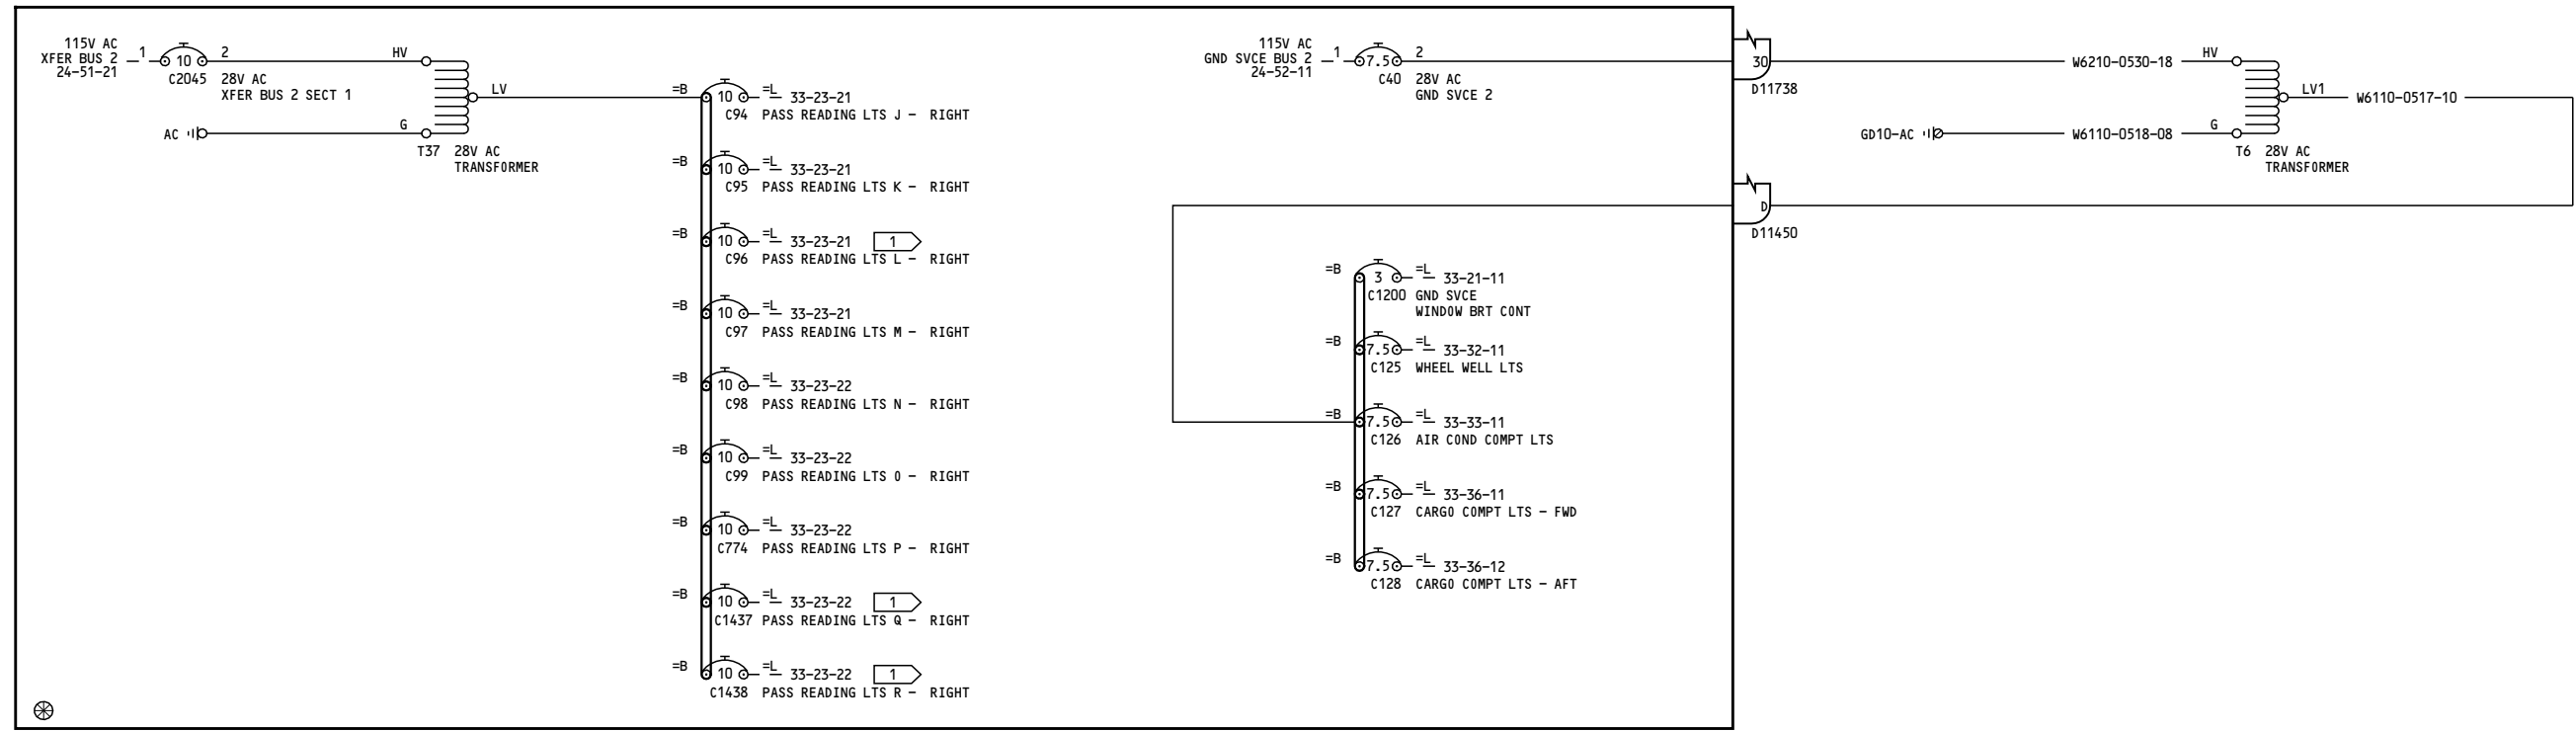 115V AC
XFER BUS 2
24-51-21
1
10
2
C2045
28V AC
XFER BUS 2 SECT 1
HV
LV
AC
G
T37
28V AC
TRANSFORMER
=B
10
=L
33-23-21
C94
PASS READING LTS J - RIGHT
=B
10
=L
33-23-21
C95
PASS READING LTS K - RIGHT
=B
10
=L
33-23-21
1
C96
PASS READING LTS L - RIGHT
=B
10
=L
33-23-21
C97
PASS READING LTS M - RIGHT
=B
10
=L
33-23-22
C98
PASS READING LTS N - RIGHT
=B
10
=L
33-23-22
C99
PASS READING LTS O - RIGHT
=B
10
=L
33-23-22
C774
PASS READING LTS P - RIGHT
=B
10
=L
33-23-22
1
C1437
PASS READING LTS Q - RIGHT
=B
10
=L
33-23-22
1
C1438
PASS READING LTS R - RIGHT
115V AC
GND SVCE BUS 2
24-52-11
1
7.5
2
C40
28V AC
GND SVCE 2
30
D11738
W6210-0530-18
HV
LV1
W6110-0517-10
GD10-AC
W6110-0518-08
G
T6
28V AC
TRANSFORMER
D
D11450
=B
3
=L
33-21-11
C1200
GND SVCE
WINDOW BRT CONT
=B
7.5
=L
33-32-11
C125
WHEEL WELL LTS
=B
7.5
=L
33-33-11
C126
AIR COND COMPT LTS
=B
7.5
=L
33-36-11
C127
CARGO COMPT LTS - FWD
=B
7.5
=L
33-36-12
C128
CARGO COMPT LTS - AFT